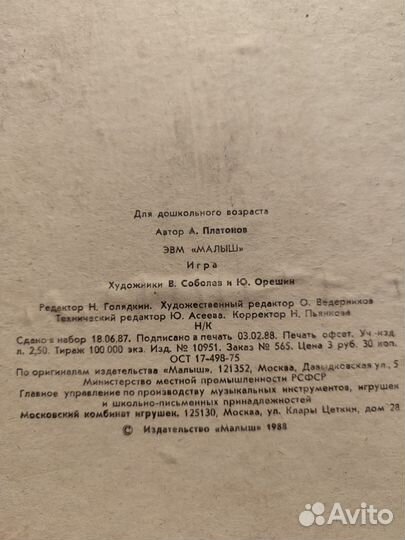 Для дошкольного возраста
Автор А. Платонов
ЭВМ «МАЛЫШ»
Игра
Художники В. Соболев и Ю. Орешин
Редактор Н. Голядкин. Художественный редактор О. Ведерников
Технический редактор Ю. Асеева. Корректор Н. Пьянкова
Н/К
Сдано в набор 18.06.87. Подписано в печать 3.02.88. Печать офсет. Уч. изд.
л. 2,50. Тираж 100 000 экз. Изд. № 10951. Заказ № 565. Цена 3 руб. 30 коп.
ОСТ 17-498-75
По оригиналам издательства «Малыш», 121352, Москва, Давыдковская ул., 5
Министерство местной промышленности РСФСР
Главное управление по производству музыкальных инструментов, игрушек
и школьно-письменных принадлежностей
Московский комбинат игрушек, 125130, Москва, ул. Клары Цеткин, дом 28
© Издательство «Малыш» 1988
Avito